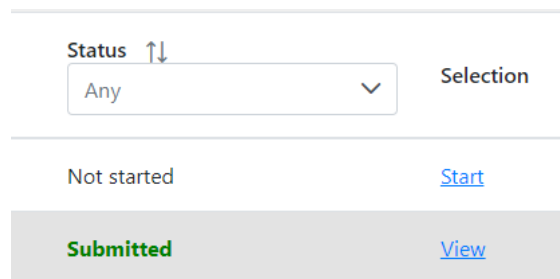 Status
Any
Selection
Not started Start
Submitted View